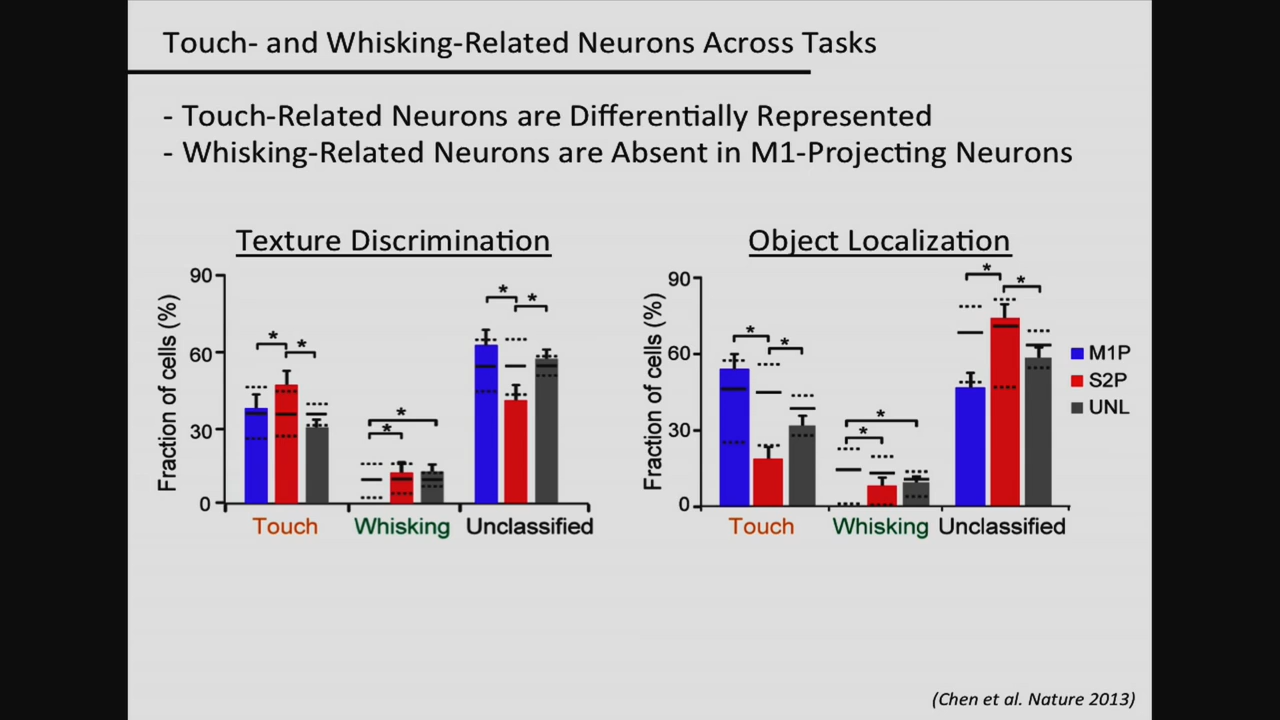 Touch- and Whisking-Related Neurons Across Tasks
- Touch-Related Neurons are Differentially Represented
- Whisking-Related Neurons are Absent in M1-Projecting Neurons
Texture Discrimination
Fraction of cells (%)
90
60
30
0
* * * * * *
Touch Whisking Unclassified
Object Localization
Fraction of cells (%)
90
60
30
0
* * * * * *
Touch Whisking Unclassified
M1P
S2P
UNL
(Chen et al. Nature 2013)